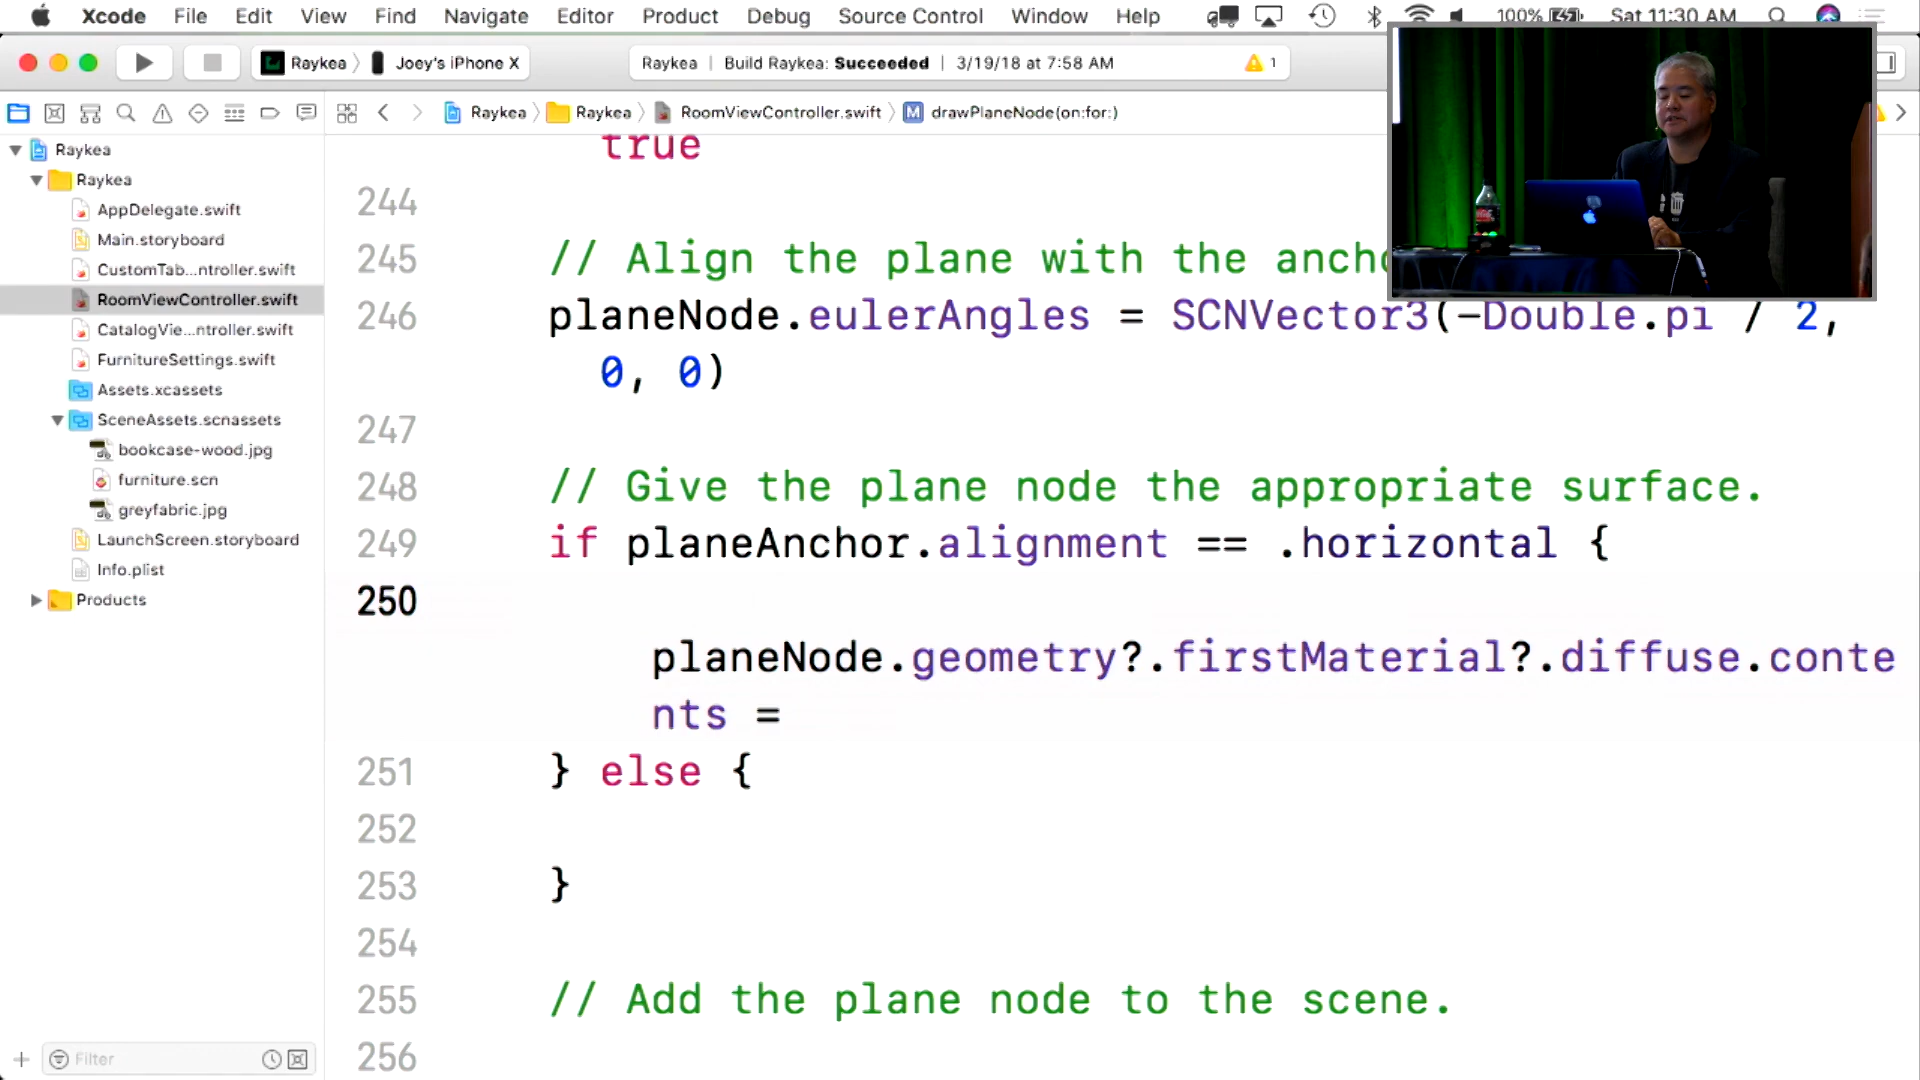 Xcode File Edit View Find Navigate Editor Product Debug Source Control Window Help 100% Sat 11:30 AM
Raykea Joey's iPhone X Raykea | Build Raykea: Succeeded | 3/19/18 at 7:58 AM 1
Raykea Raykea RoomViewController.swift M drawPlaneNode(on:for:)
Raykea
Raykea
AppDelegate.swift
Main.storyboard
CustomTab...ntroller.swift
RoomViewController.swift
CatalogVie...ntroller.swift
FurnitureSettings.swift
Assets.xcassets
SceneAssets.scnassets
bookcase-wood.jpg
furniture.scn
greyfabric.jpg
LaunchScreen.storyboard
Info.plist
Products
Filter
true
244
245 // Align the plane with the ancho
246 planeNode.eulerAngles = SCNVector3(-Double.pi / 2,
0, 0)
247
248 // Give the plane node the appropriate surface.
249 if planeAnchor.alignment == .horizontal {
250
planeNode.geometry?.firstMaterial?.diffuse.conte
nts =
251 } else {
252
253 }
254
255 // Add the plane node to the scene.
256